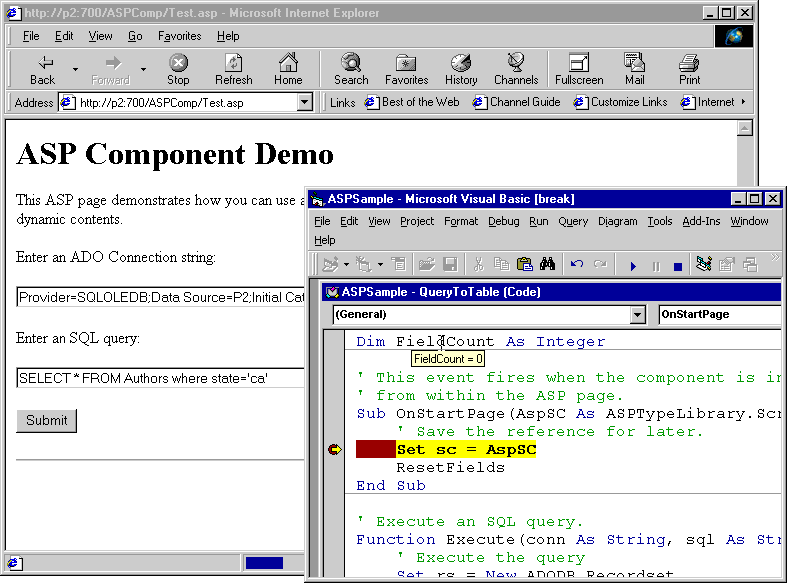 http://p2:700/ASPComp/Test.asp - Microsoft Internet Explorer
File Edit View Go Favorites Help
Back Forward Stop Refresh Home Search Favorites History Channels Fullscreen Mail Print
Address http://p2:700/ASPComp/Test.asp Links Best of the Web Channel Guide Customize Links Internet
ASP Component Demo
This ASP page demonstrates how you can use a
dynamic contents.
Enter an ADO Connection string:
Provider=SQLOLEDB;Data Source=P2;Initial Cat
Enter an SQL query:
SELECT * FROM Authors where state='ca'
Submit
ASPSample - Microsoft Visual Basic [break]
File Edit View Project Format Debug Run Query Diagram Tools Add-Ins Window
Help
ASPSample - QueryToTable (Code)
(General) OnStartPage
Dim FieldCount As Integer
FieldCount = 0
' This event fires when the component is in
' from within the ASP page.
Sub OnStartPage(AspSC As ASPTypeLibrary.Scr
' Save the reference for later.
Set sc = AspSC
ResetFields
End Sub
' Execute an SQL query.
Function Execute(conn As String, sql As Str
' Execute the query
Set rs = New ADODB.Recordset